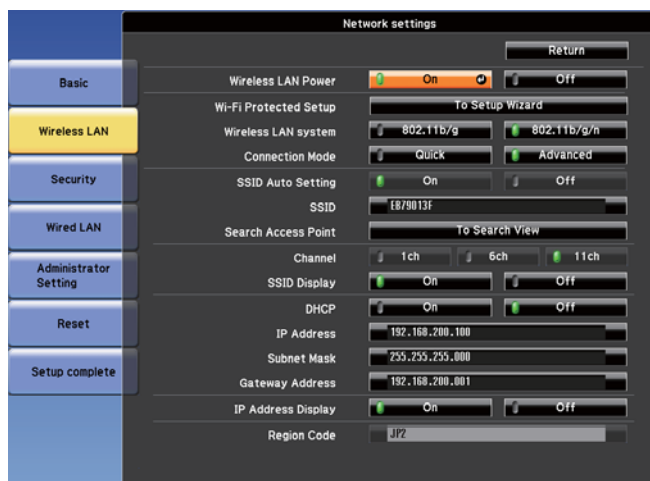 Network settings
Return
Basic
Wireless LAN Power On Off
Wi-Fi Protected Setup To Setup Wizard
Wireless LAN
Wireless LAN system 802.11b/g 802.11b/g/n
Connection Mode Quick Advanced
Security
SSID Auto Setting On Off
SSID EB79013F
Wired LAN
Search Access Point To Search View
Channel 1ch 6ch 11ch
Administrator
Setting
SSID Display On Off
DHCP On Off
Reset
IP Address 192.168.200.100
Subnet Mask 255.255.255.000
Setup complete
Gateway Address 192.168.200.001
IP Address Display On Off
Region Code JP2